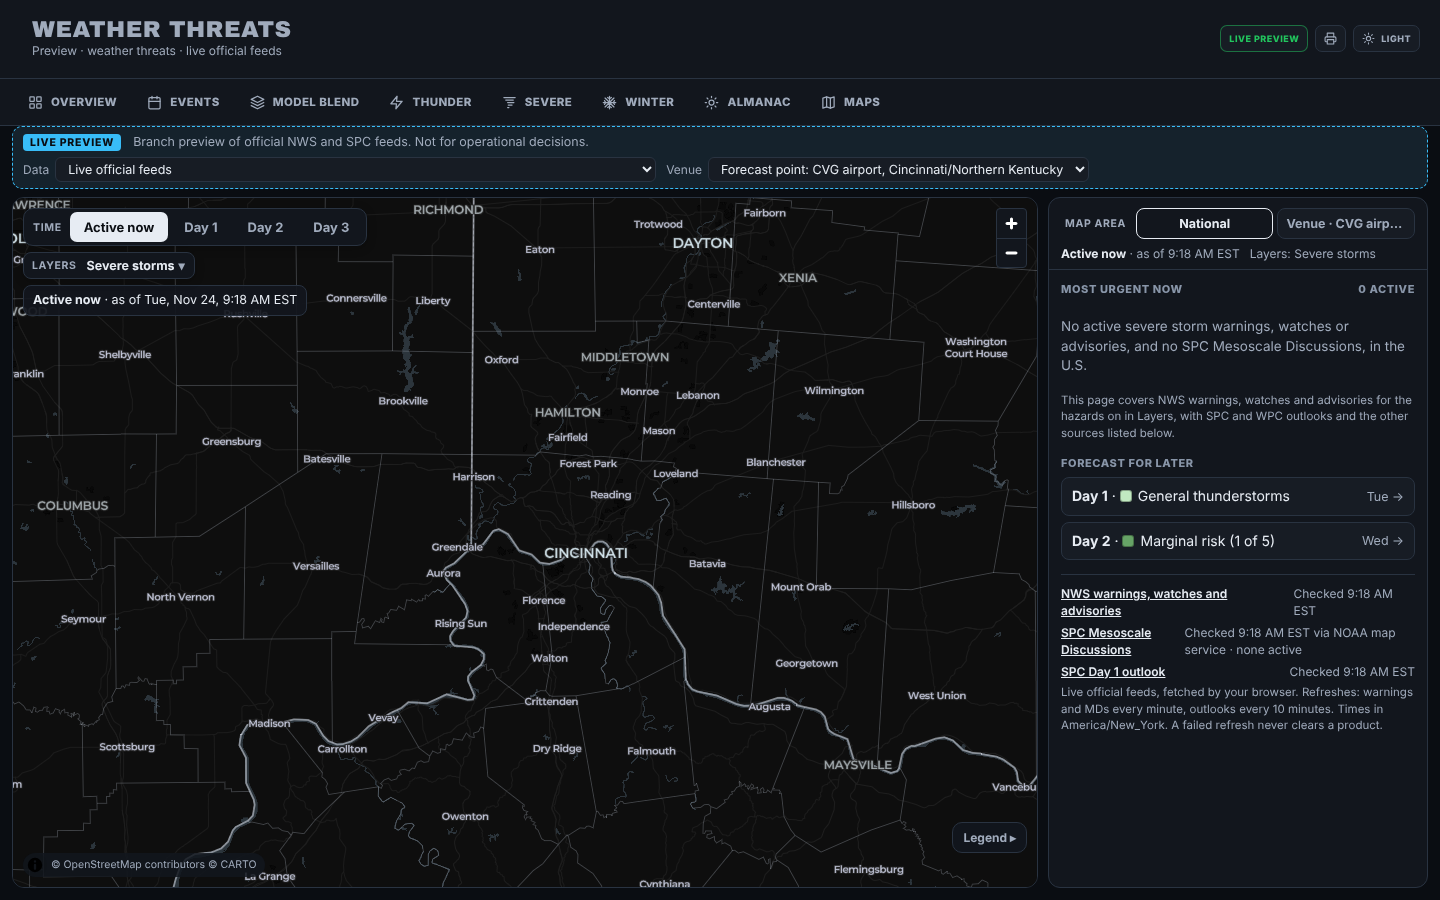 WEATHER THREATS
Preview · weather threats · live official feeds
LIVE PREVIEW
LIGHT
OVERVIEW
EVENTS
MODEL BLEND
THUNDER
SEVERE
WINTER
ALMANAC
MAPS
LIVE PREVIEW Branch preview of official NWS and SPC feeds. Not for operational decisions.
Data Live official feeds Venue Forecast point: CVG airport, Cincinnati/Northern Kentucky
TIME Active now Day 1 Day 2 Day 3
LAYERS Severe storms ▾
Active now · as of Tue, Nov 24, 9:18 AM EST
+
−
RICHMOND
Trotwood
Fairborn
DAYTON
Eaton
XENIA
Connersville
Liberty
Centerville
Shelbyville
Oxford
MIDDLETOWN
Washington
Court House
Monroe
Lebanon
Wilmington
Brookville
HAMILTON
Fairfield
Mason
Greensburg
Batesville
Forest Park
Blanchester
Harrison
Loveland
Reading
COLUMBUS
Hillsboro
Greendale
CINCINNATI
Versailles
Aurora
Batavia
Mount Orab
North Vernon
Florence
Seymour
Rising Sun
Independence
Walton
Georgetown
Crittenden
West Union
Augusta
Madison
Vevay
Scottsburg
Carrollton
Dry Ridge
Falmouth
MAYSVILLE
Vancebu
Owenton
Legend ▸
© OpenStreetMap contributors © CARTO
La Grange
Flemingsburg
Cynthiana
MAP AREA National Venue · CVG airp...
Active now · as of 9:18 AM EST Layers: Severe storms
MOST URGENT NOW 0 ACTIVE
No active severe storm warnings, watches or
advisories, and no SPC Mesoscale Discussions, in the
U.S.
This page covers NWS warnings, watches and advisories for the
hazards on in Layers, with SPC and WPC outlooks and the other
sources listed below.
FORECAST FOR LATER
Day 1 · General thunderstorms Tue →
Day 2 · Marginal risk (1 of 5) Wed →
NWS warnings, watches and
advisories
Checked 9:18 AM
EST
SPC Mesoscale
Discussions
Checked 9:18 AM EST via NOAA map
service · none active
SPC Day 1 outlook Checked 9:18 AM EST
Live official feeds, fetched by your browser. Refreshes: warnings
and MDs every minute, outlooks every 10 minutes. Times in
America/New_York. A failed refresh never clears a product.